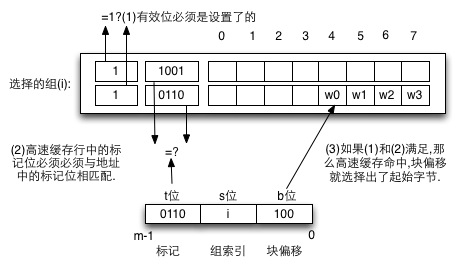 =1?(1)有效位必须是设置了的
0 1 2 3 4 5 6 7
选择的组(i):
1 1001
1 0110 w0 w1 w2 w3
(2)高速缓存行中的标
记位必须必须与地址
中的标记位相匹配.
=?
(3)如果(1)和(2)满足,那
么高速缓存命中,块偏移
就选择出了起始字节.
t位 s位 b位
0110 i 100
m-1 0
标记 组索引 块偏移